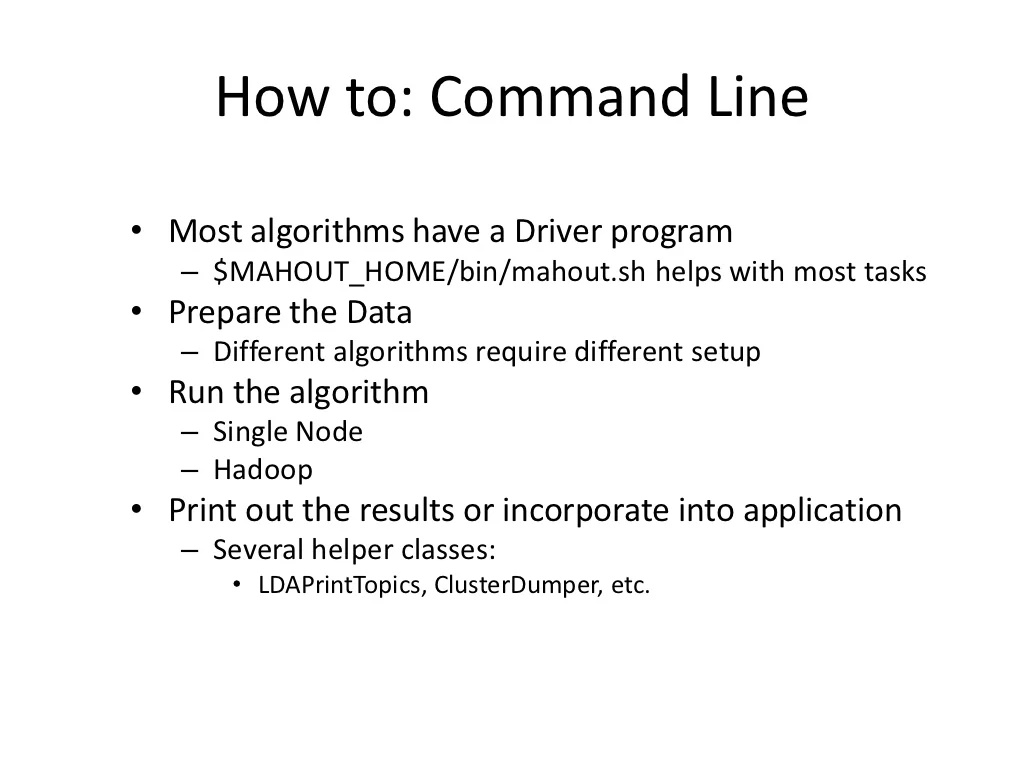 How to: Command Line
• Most algorithms have a Driver program
– $MAHOUT_HOME/bin/mahout.sh helps with most tasks
• Prepare the Data
– Different algorithms require different setup
• Run the algorithm
– Single Node
– Hadoop
• Print out the results or incorporate into application
– Several helper classes:
• LDAPrintTopics, ClusterDumper, etc.